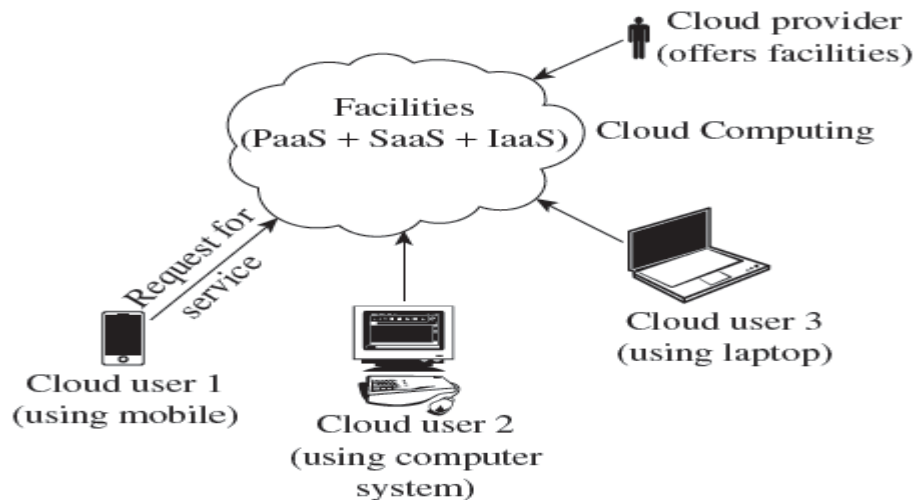 Cloud provider
(offers facilities)
Facilities
(PaaS + SaaS + IaaS)
Cloud Computing
Request for
service
Cloud user 1
(using mobile)
Cloud user 2
(using computer
system)
Cloud user 3
(using laptop)